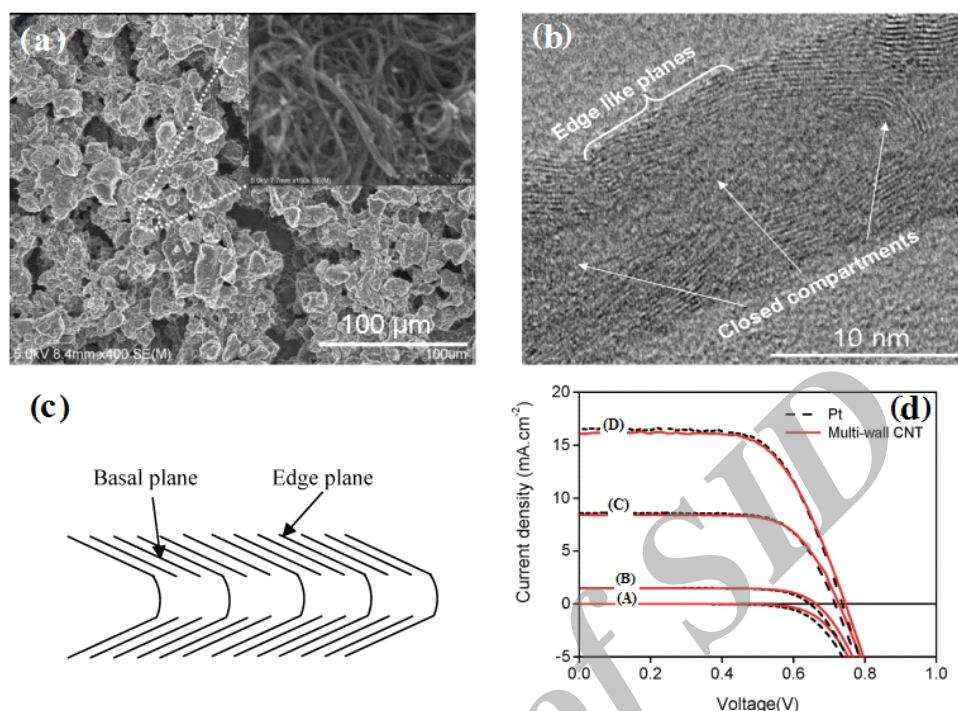 (a)
5.0kV 7.7mm x150k SE(M) 300nm
100 μm
5.0kV 8.4mm x400 SE(M) 100um
(b)
Edge like planes
Closed compartments
10 nm
(c)
Basal plane
Edge plane
(d)
Pt
Multi-wall CNT
(D)
(C)
(B)
(A)
Current density (mA.cm-2)
20
15
10
5
0
-5
0.0 0.2 0.4 0.6 0.8 1.0
Voltage(V)
of SID